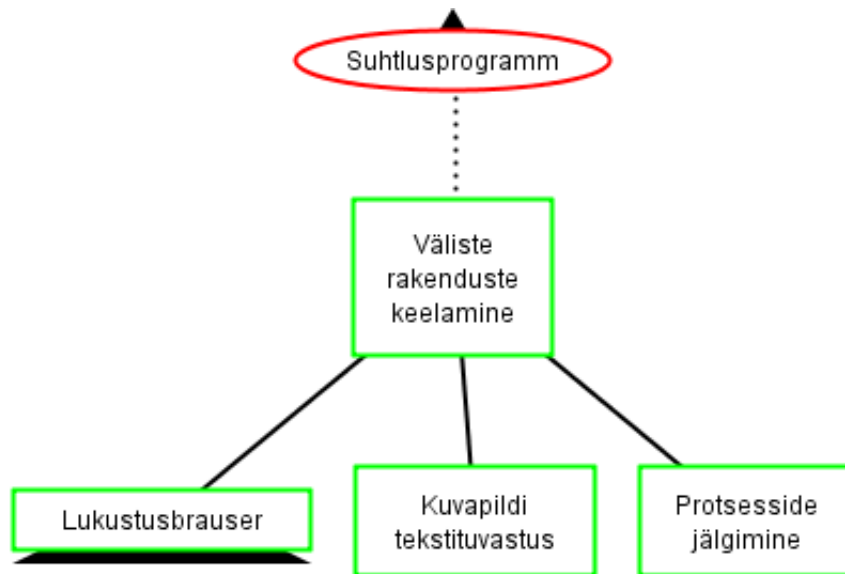 Suhtlusprogramm
Väliste
rakenduste
keelamine
Lukustusbrauser
Kuvapildi
tekstituvastus
Protsesside
jälgimine